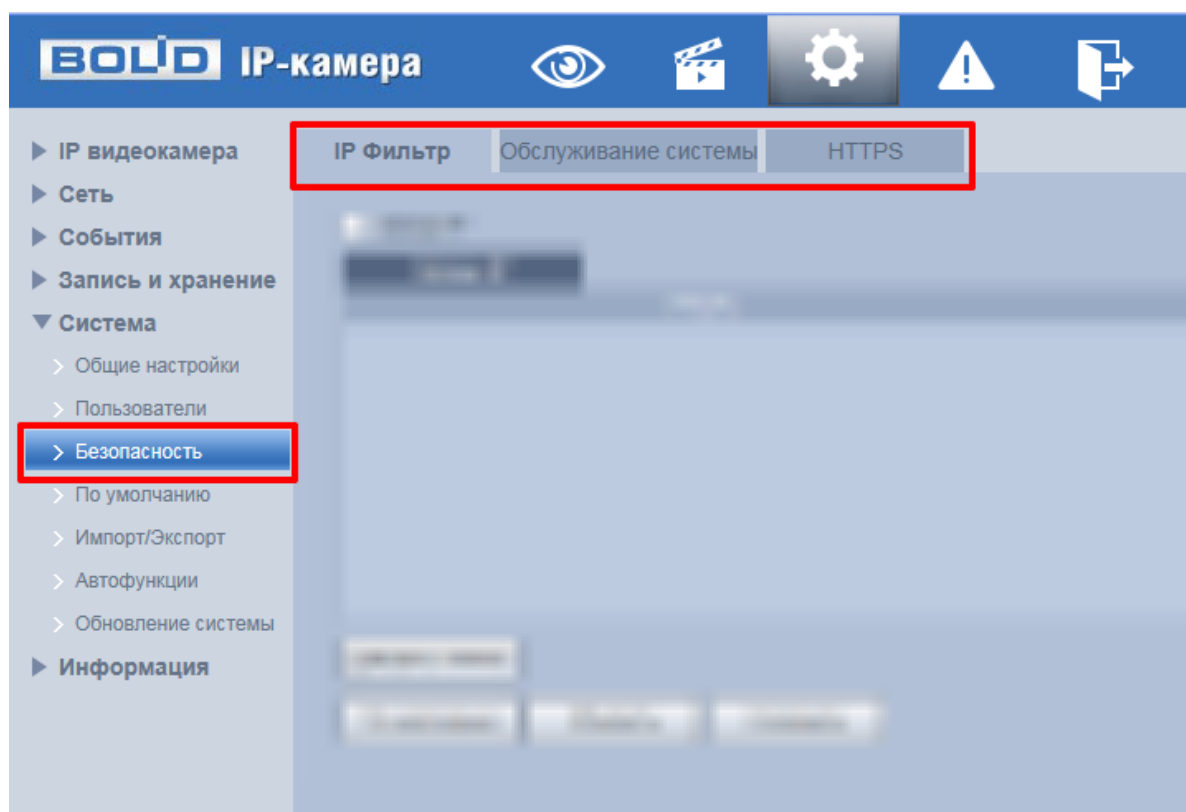 BOLID IP-камера
IP видеокамера
Сеть
События
Запись и хранение
Система
Общие настройки
Пользователи
Безопасность
По умолчанию
Импорт/Экспорт
Автофункции
Обновление системы
Информация
IP Фильтр Обслуживание системы HTTPS